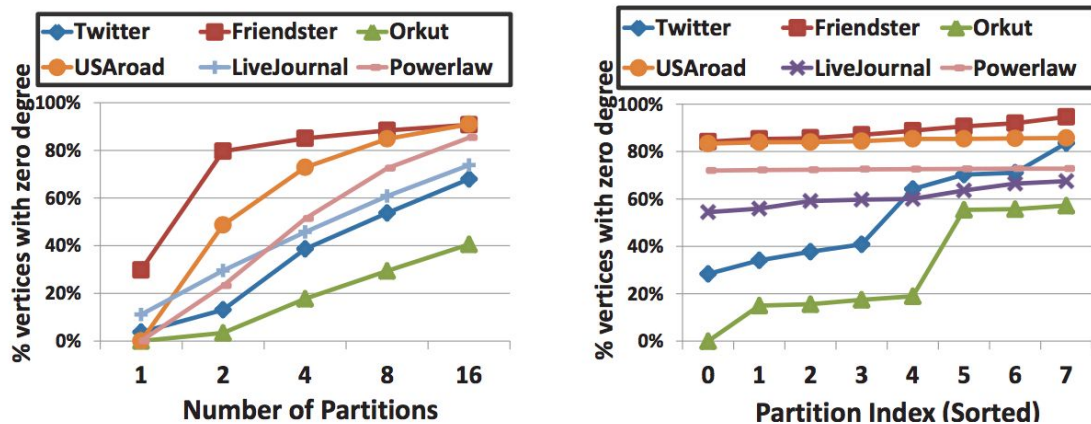 Twitter Friendster Orkut
USAroad LiveJournal Powerlaw
% vertices with zero degree
100%
80%
60%
40%
20%
0%
1 2 4 8 16
Number of Partitions
Twitter Friendster Orkut
USAroad LiveJournal Powerlaw
% vertices with zero degree
100%
80%
60%
40%
20%
0%
0 1 2 3 4 5 6 7
Partition Index (Sorted)